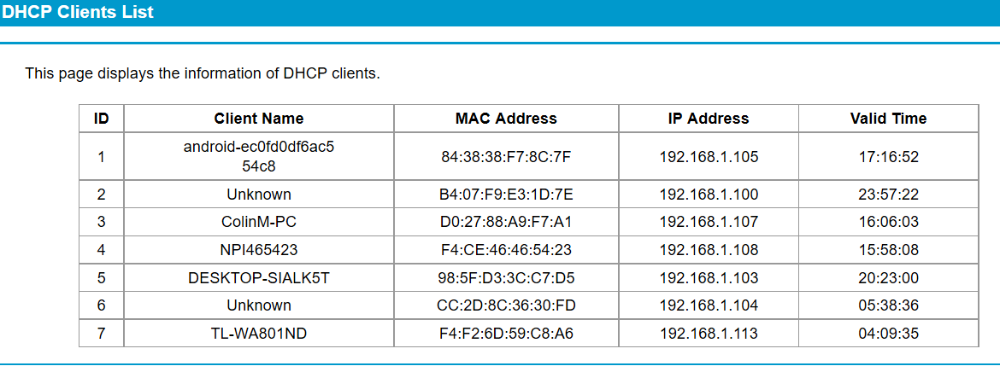 DHCP Clients List
This page displays the information of DHCP clients.
ID Client Name MAC Address IP Address Valid Time
1 android-ec0fd0df6ac5
54c8 84:38:38:F7:8C:7F 192.168.1.105 17:16:52
2 Unknown B4:07:F9:E3:1D:7E 192.168.1.100 23:57:22
3 ColinM-PC D0:27:88:A9:F7:A1 192.168.1.107 16:06:03
4 NPI465423 F4:CE:46:46:54:23 192.168.1.108 15:58:08
5 DESKTOP-SIALK5T 98:5F:D3:3C:C7:D5 192.168.1.103 20:23:00
6 Unknown CC:2D:8C:36:30:FD 192.168.1.104 05:38:36
7 TL-WA801ND F4:F2:6D:59:C8:A6 192.168.1.113 04:09:35